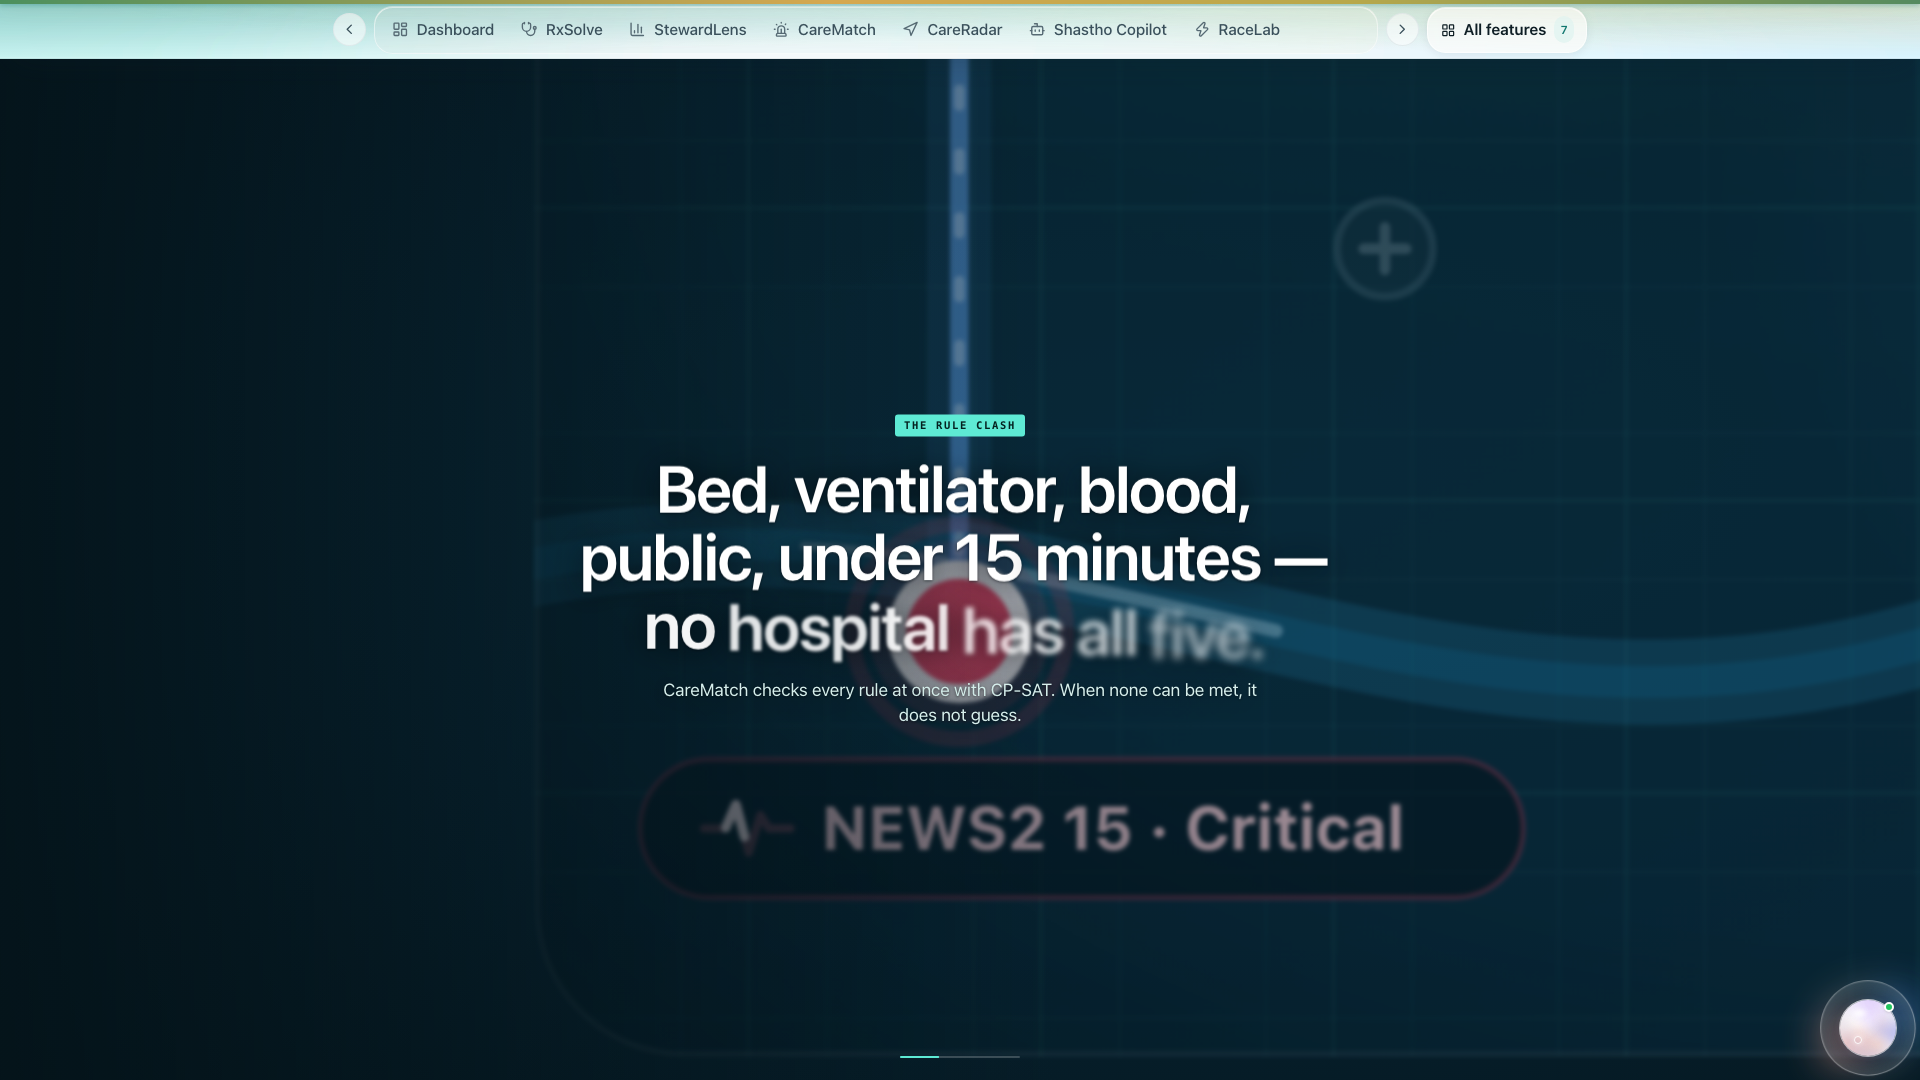 Dashboard
RxSolve
StewardLens
CareMatch
CareRadar
Shastho Copilot
RaceLab
All features 7
THE RULE CLASH
Bed, ventilator, blood,
public, under 15 minutes —
no hospital has all five.
CareMatch checks every rule at once with CP-SAT. When none can be met, it
does not guess.
NEWS2 15 · Critical